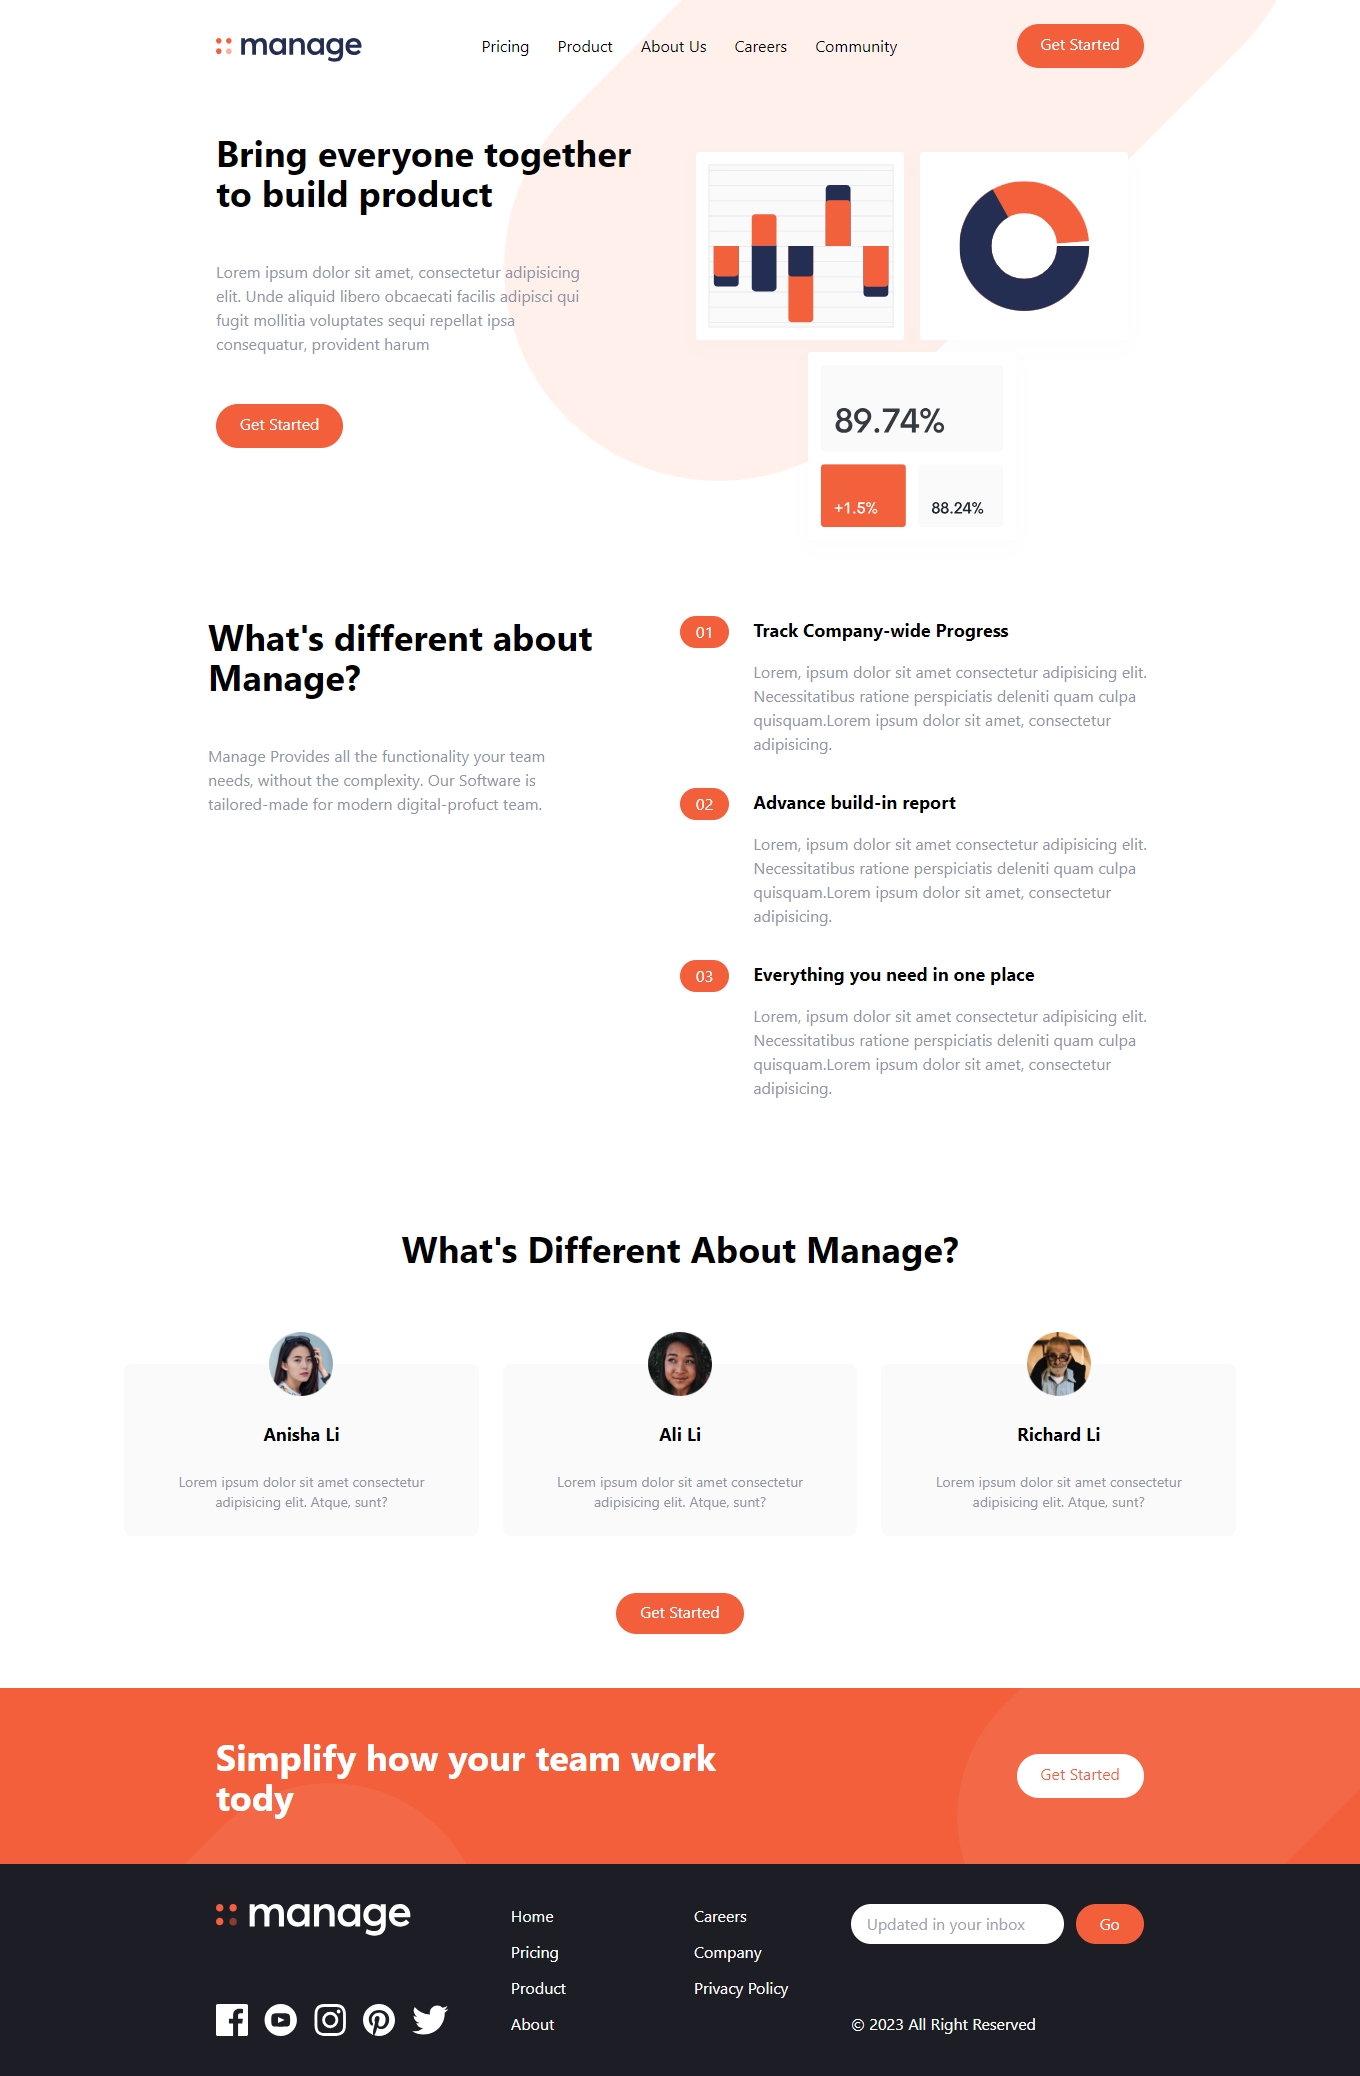 manage
Pricing Product About Us Careers Community
Get Started
Bring everyone together
to build product
Lorem ipsum dolor sit amet, consectetur adipisicing
elit. Unde aliquid libero obcaecati facilis adipisci qui
fugit mollitia voluptates sequi repellat ipsa
consequatur, provident harum
Get Started
89.74%
+1.5%
88.24%
What's different about
Manage?
Manage Provides all the functionality your team
needs, without the complexity. Our Software is
tailored-made for modern digital-profuct team.
01
Track Company-wide Progress
Lorem, ipsum dolor sit amet consectetur adipisicing elit.
Necessitatibus ratione perspiciatis deleniti quam culpa
quisquam.Lorem ipsum dolor sit amet, consectetur
adipisicing.
02
Advance build-in report
Lorem, ipsum dolor sit amet consectetur adipisicing elit.
Necessitatibus ratione perspiciatis deleniti quam culpa
quisquam.Lorem ipsum dolor sit amet, consectetur
adipisicing.
03
Everything you need in one place
Lorem, ipsum dolor sit amet consectetur adipisicing elit.
Necessitatibus ratione perspiciatis deleniti quam culpa
quisquam.Lorem ipsum dolor sit amet, consectetur
adipisicing.
What's Different About Manage?
Anisha Li
Lorem ipsum dolor sit amet consectetur
adipisicing elit. Atque, sunt?
Ali Li
Lorem ipsum dolor sit amet consectetur
adipisicing elit. Atque, sunt?
Richard Li
Lorem ipsum dolor sit amet consectetur
adipisicing elit. Atque, sunt?
Get Started
Simplify how your team work
tody
Get Started
manage
Home
Pricing
Product
About
Careers
Company
Privacy Policy
Updated in your inbox
Go
© 2023 All Right Reserved